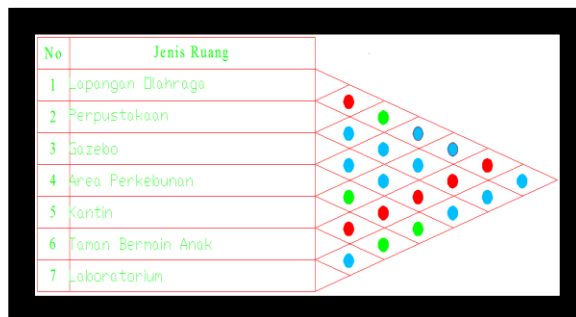 No Jenis Ruang
1 Lapangan Olahraga
2 Perpustakaan
3 Gazebo
4 Area Perkebunan
5 Kantin
6 Taman Bermain Anak
7 Laboratorium